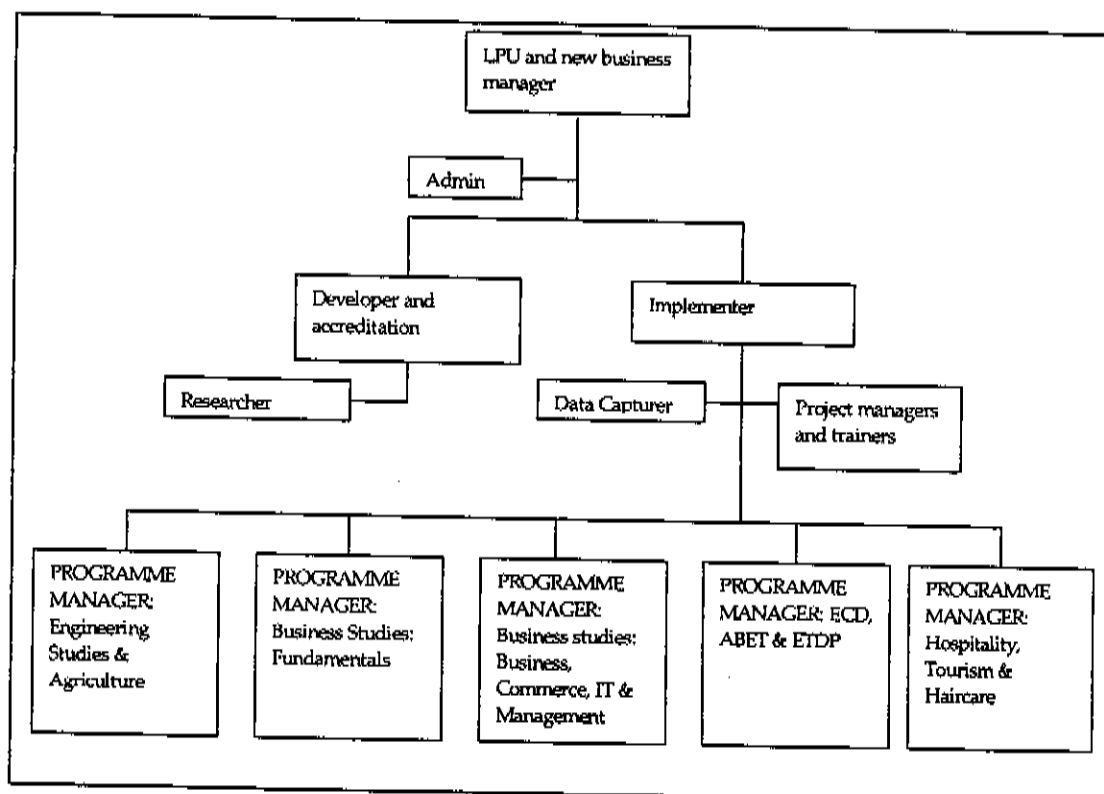 LPU and new business
manager
Admin
Developer and
accreditation
Implementer
Researcher
Data Capturer
Project managers
and trainers
PROGRAMME
MANAGER:
Engineering
Studies &
Agriculture
PROGRAMME
MANAGER:
Business Studies:
Fundamentals
PROGRAMME
MANAGER:
Business studies:
Business,
Commerce, IT &
Management
PROGRAMME
MANAGER: ECD,
ABET & ETDP
PROGRAMME
MANAGER:
Hospitality,
Tourism &
Haircare